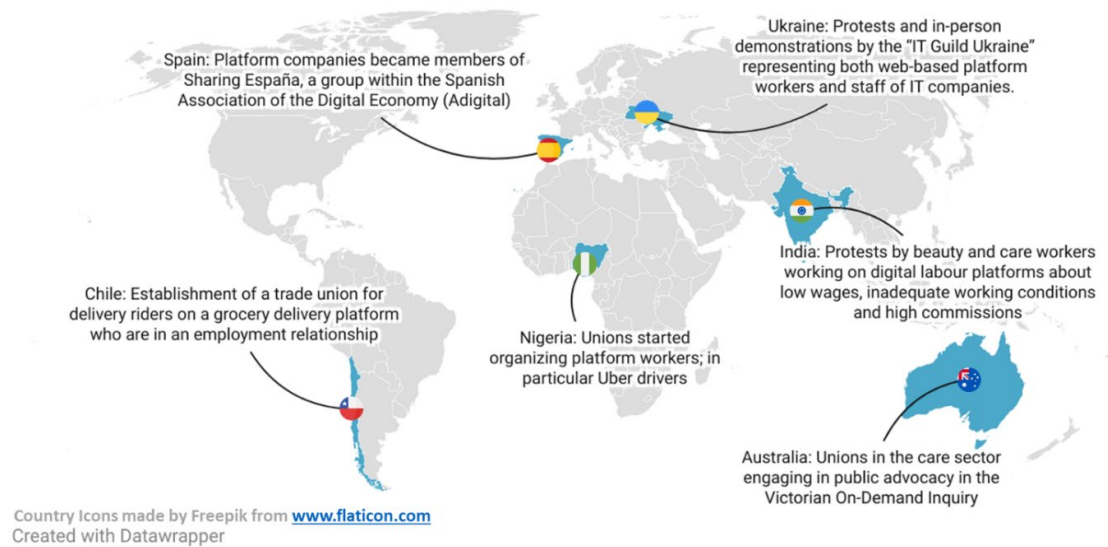 Ukraine: Protests and in-person
demonstrations by the “IT Guild Ukraine”
representing both web-based platform
workers and staff of IT companies.
Spain: Platform companies became members of
Sharing España, a group within the Spanish
Association of the Digital Economy (Adigital)
India: Protests by beauty and care workers
working on digital labour platforms about
low wages, inadequate working conditions
and high commissions
Chile: Establishment of a trade union for
delivery riders on a grocery delivery platform
who are in an employment relationship
Nigeria: Unions started
organizing platform workers; in
particular Uber drivers
Australia: Unions in the care sector
engaging in public advocacy in the
Victorian On-Demand Inquiry
Country Icons made by Freepik from www.flaticon.com
Created with Datawrapper